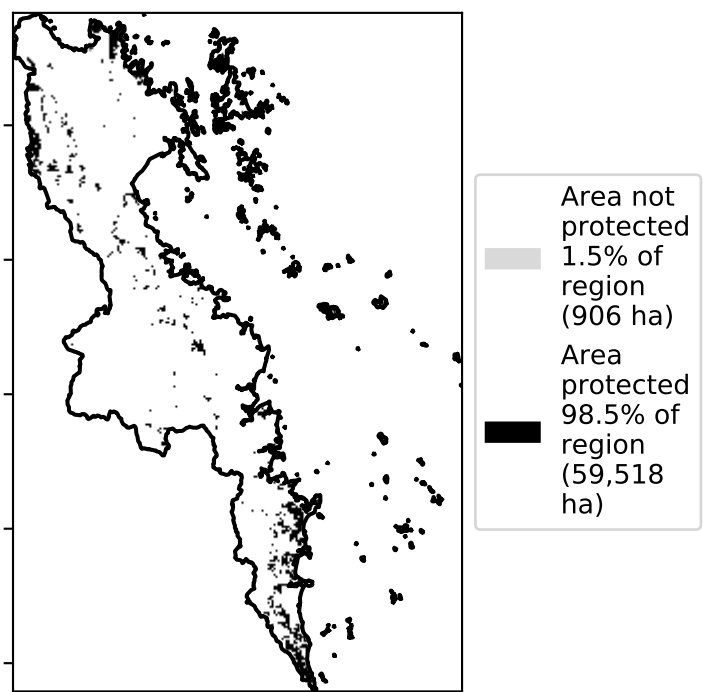 Area not
protected
1.5% of
region
(906 ha)
Area
protected
98.5% of
region
(59,518
ha)